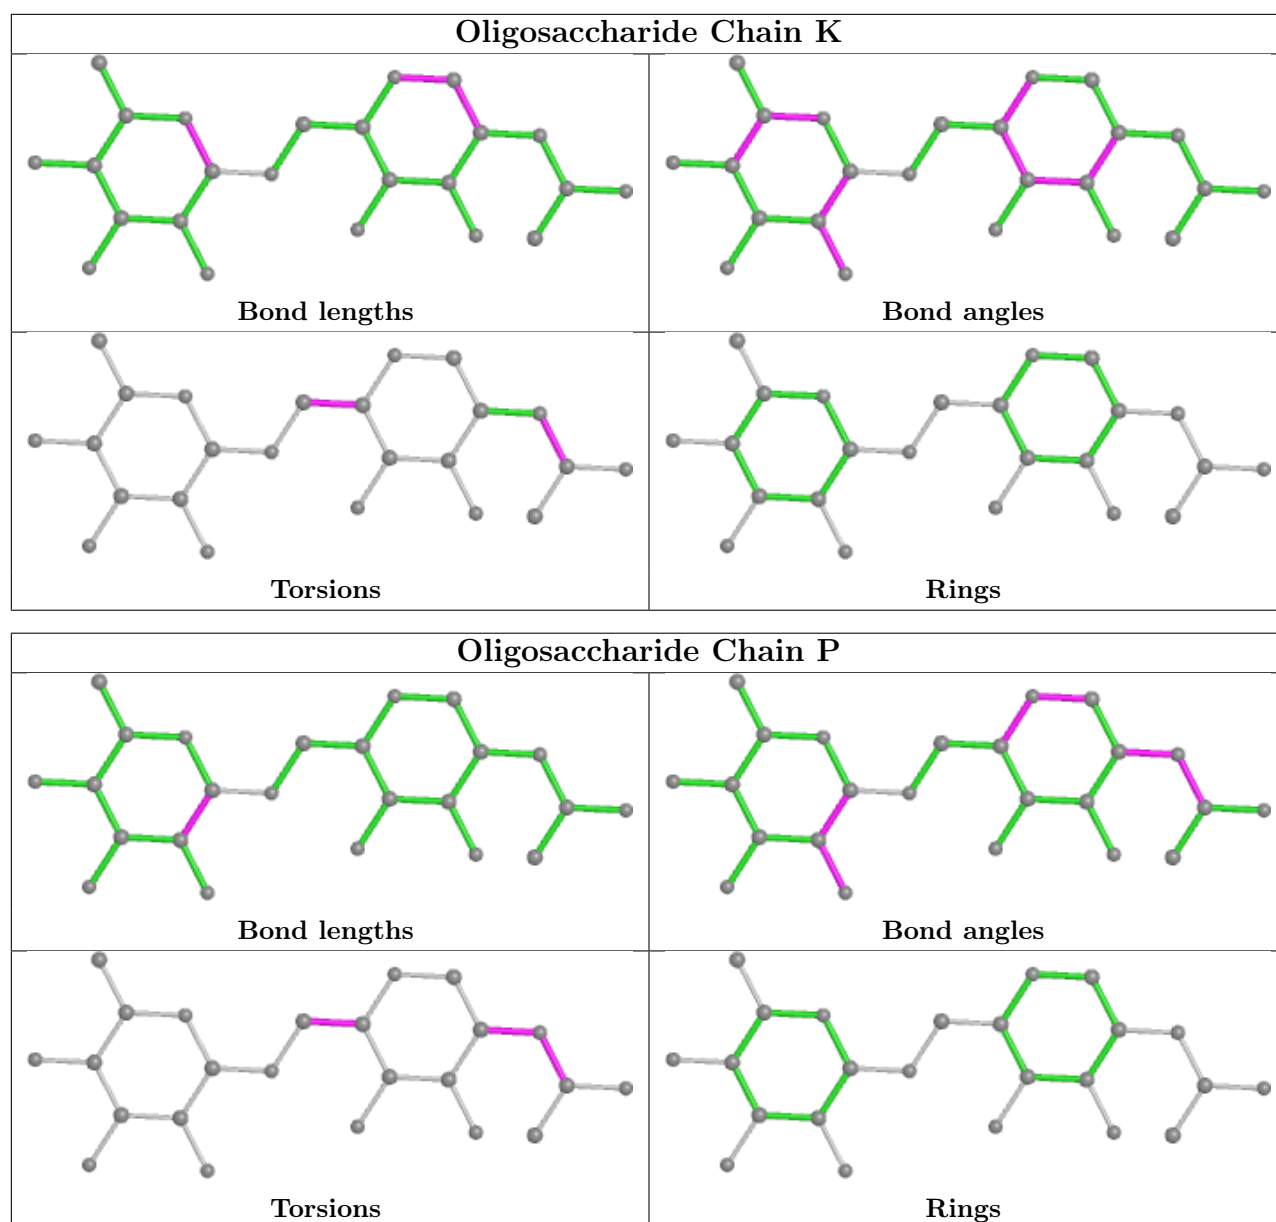 Oligosaccharide Chain K
Bond lengths
Bond angles
Torsions
Rings
Oligosaccharide Chain P
Bond lengths
Bond angles
Torsions
Rings